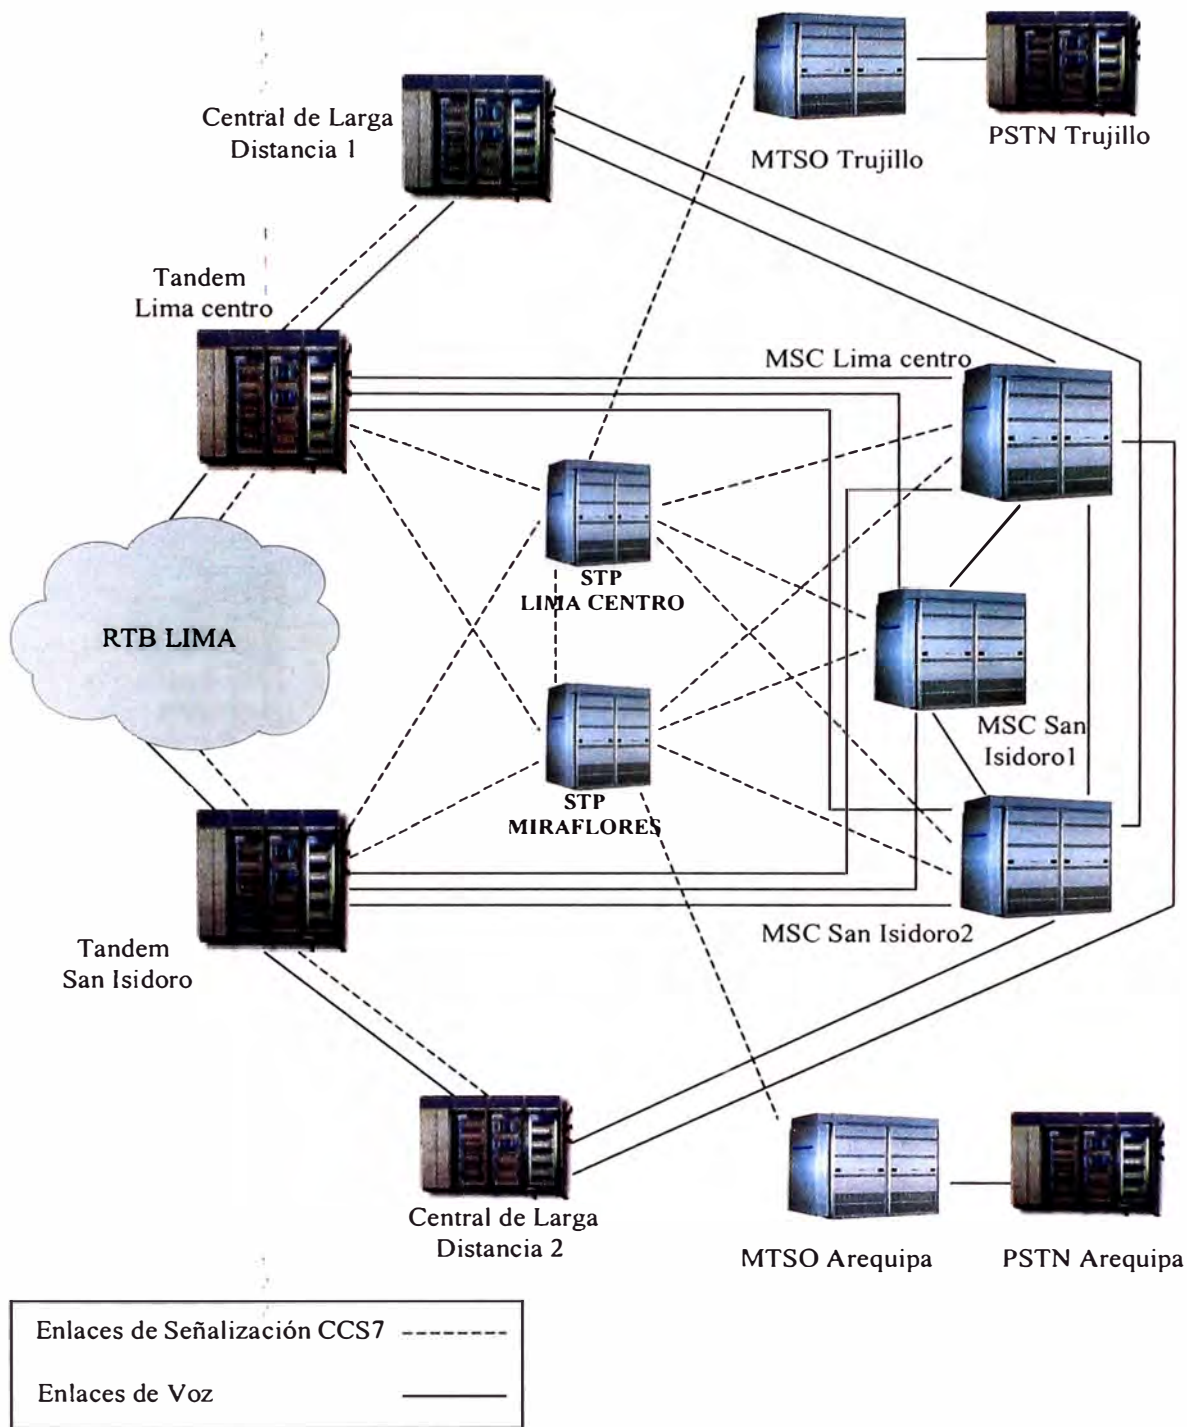 Central de Larga
Distancia 1
MTSO Trujillo
PSTN Trujillo
Tandem
Lima centro
MSC Lima centro
STP
LIMA CENTRO
RTB LIMA
MSC San
Isidoro1
STP
MIRAFLORES
MSC San Isidoro2
Tandem
San Isidoro
Central de Larga
Distancia 2
MTSO Arequipa
PSTN Arequipa
Enlaces de Señalización CCS7
Enlaces de Voz